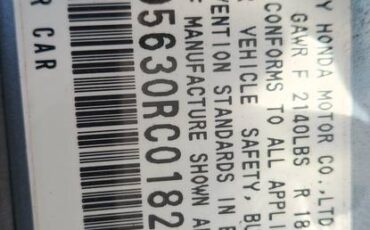 Y HONDA MOTOR CO.,LTD
GAWR F 2140LBS R 18
CONFORMS TO ALL APPLI
VEHICLE SAFETY, BU
VENTION STANDARDS IN E
MANUFACTURE SHOWN A
5630RC0182
R CAR